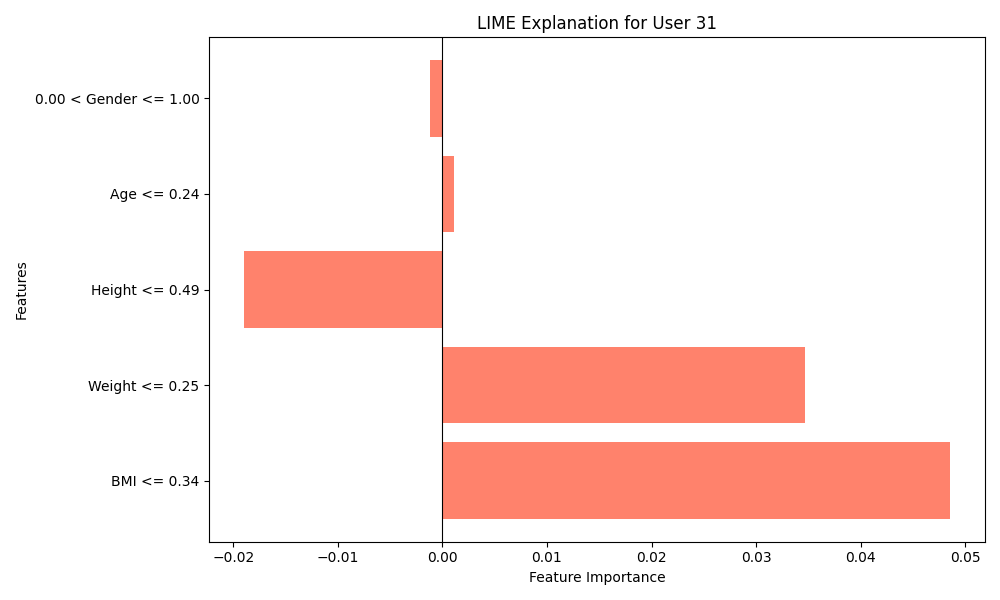 LIME Explanation for User 31
0.00 < Gender <= 1.00
Age <= 0.24
Height <= 0.49
Weight <= 0.25
BMI <= 0.34
Features
−0.02 −0.01 0.00 0.01 0.02 0.03 0.04 0.05
Feature Importance